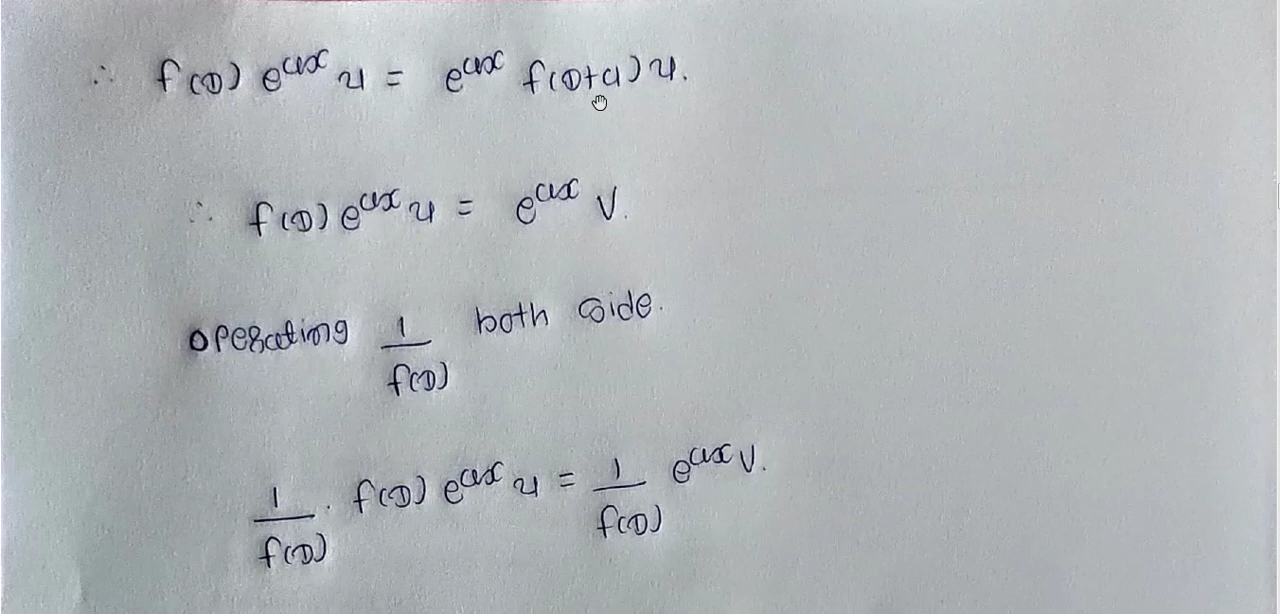 ∴ f(D) e^{ax} u = e^{ax} f(D+a) u.
∴ f(D) e^{ax} u = e^{ax} V.
operating 1/f(D) both side.
1/f(D) . f(D) e^{ax} u = 1/f(D) e^{ax} V.